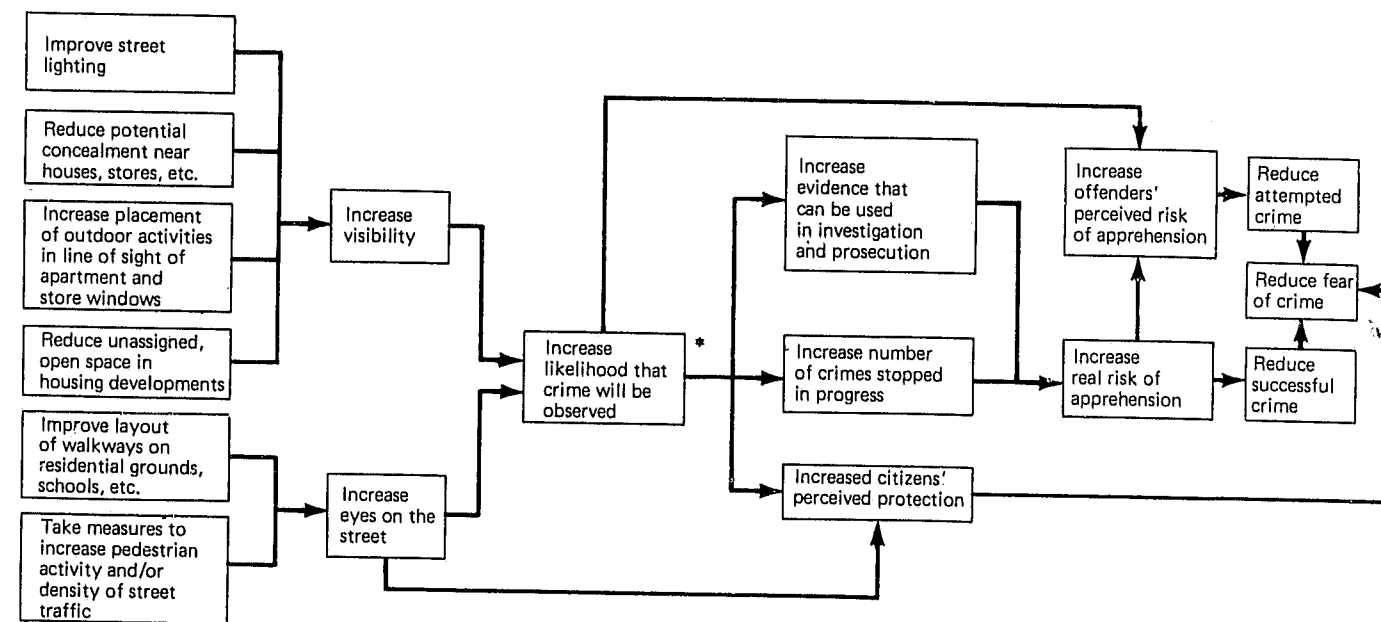 Improve street
lighting
Reduce potential
concealment near
houses, stores, etc.
Increase placement
of outdoor activities
in line of sight of
apartment and
store windows
Reduce unassigned,
open space in
housing developments
Improve layout
of walkways on
residential grounds,
schools, etc.
Take measures to
increase pedestrian
activity and/or
density of street
traffic
Increase
visibility
Increase
eyes on the
street
Increase
likelihood that
crime will be
observed
*
Increase
evidence that
can be used
in investigation
and prosecution
Increase number
of crimes stopped
in progress
Increased citizens'
perceived protection
Increase
offenders'
perceived risk
of apprehension
Increase
real risk of
apprehension
Reduce
attempted
crime
Reduce fear
of crime
Reduce
successful
crime